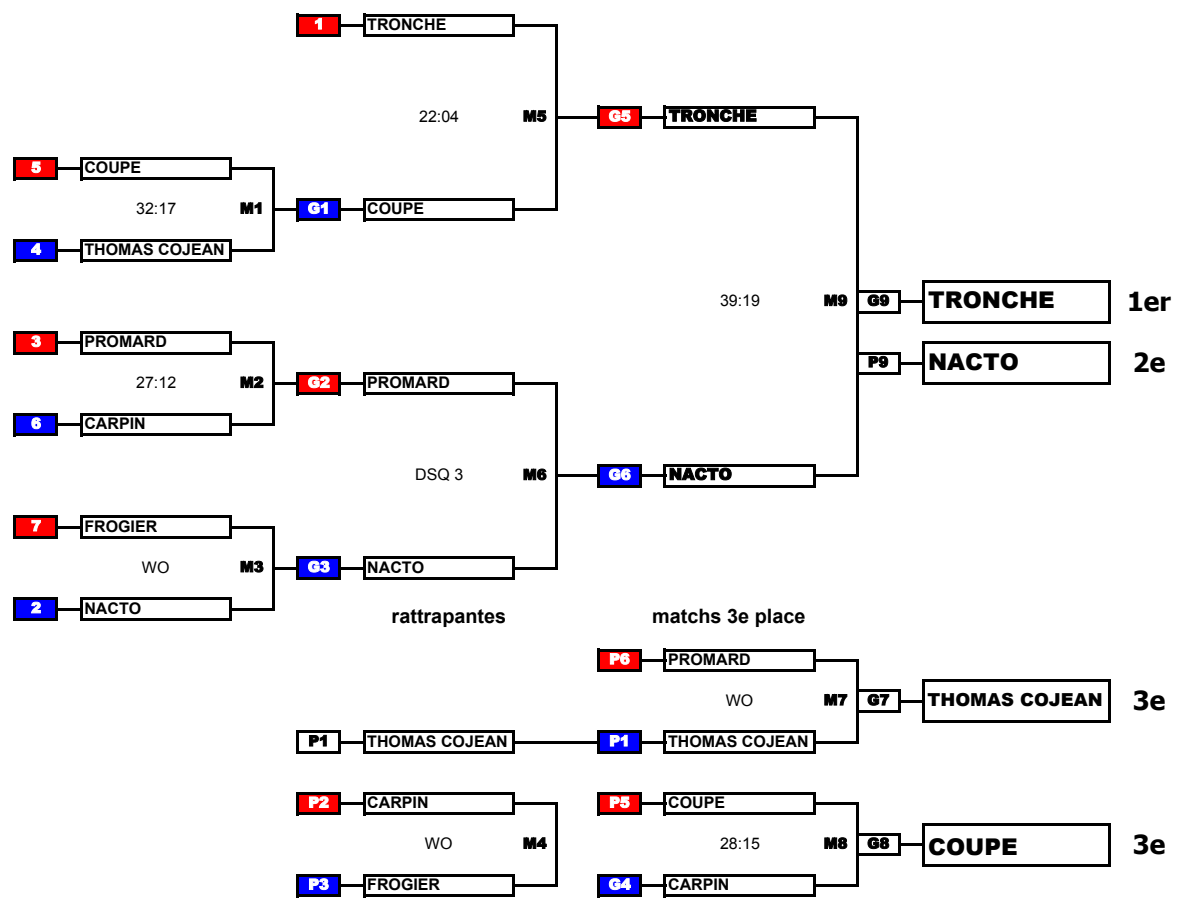 1 TRONCHE
22:04 M5 G5 TRONCHE
5 COUPE
32:17 M1 G1 COUPE
4 THOMAS COJEAN
39:19 M9 G9 TRONCHE 1er
3 PROMARD
P9 NACTO 2e
27:12 M2 G2 PROMARD
6 CARPIN
DSQ 3 M6 G6 NACTO
7 FROGIER
WO M3 G3 NACTO
2 NACTO
rattrapantes matchs 3e place
P6 PROMARD
WO M7 G7 THOMAS COJEAN 3e
P1 THOMAS COJEAN P1 THOMAS COJEAN
P2 CARPIN P5 COUPE
WO M4 28:15 M8 G8 COUPE 3e
P3 FROGIER G4 CARPIN